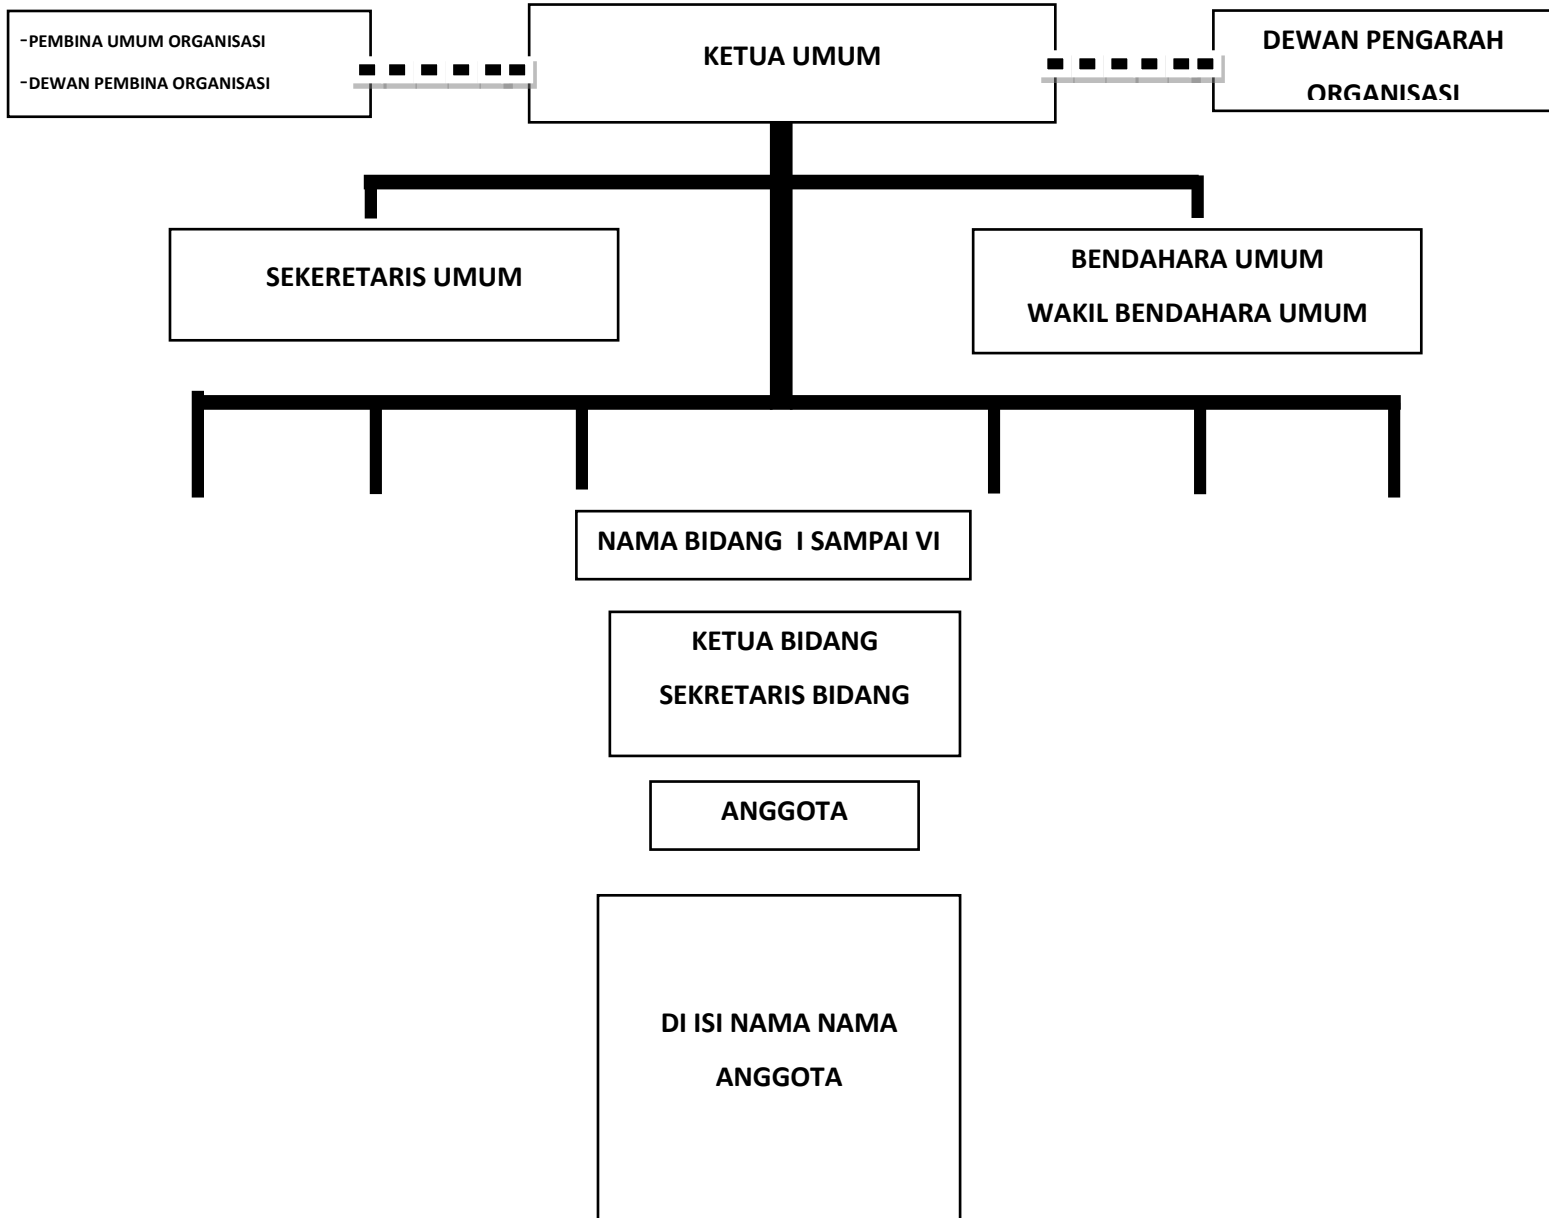 -PEMBINA UMUM ORGANISASI
-DEWAN PEMBINA ORGANISASI
KETUA UMUM
DEWAN PENGARAH
ORGANISASI
SEKERETARIS UMUM
BENDAHARA UMUM
WAKIL BENDAHARA UMUM
NAMA BIDANG  I SAMPAI VI
KETUA BIDANG
SEKRETARIS BIDANG
ANGGOTA
DI ISI NAMA NAMA
ANGGOTA